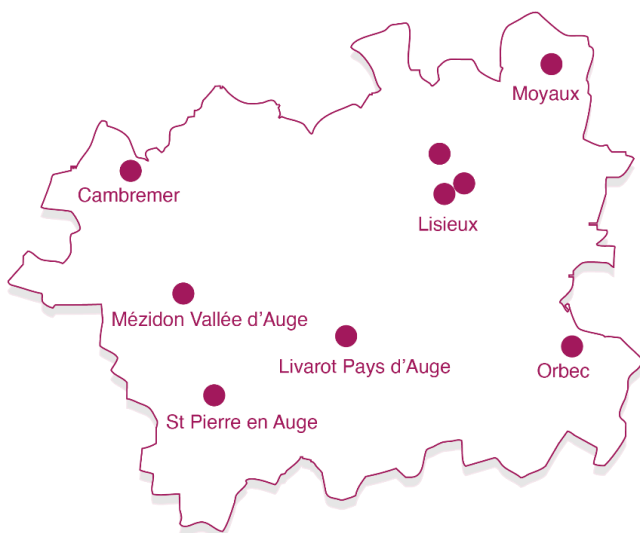 Moyaux
Cambremer
Lisieux
Mézidon Vallée d'Auge
Livarot Pays d'Auge
Orbec
St Pierre en Auge